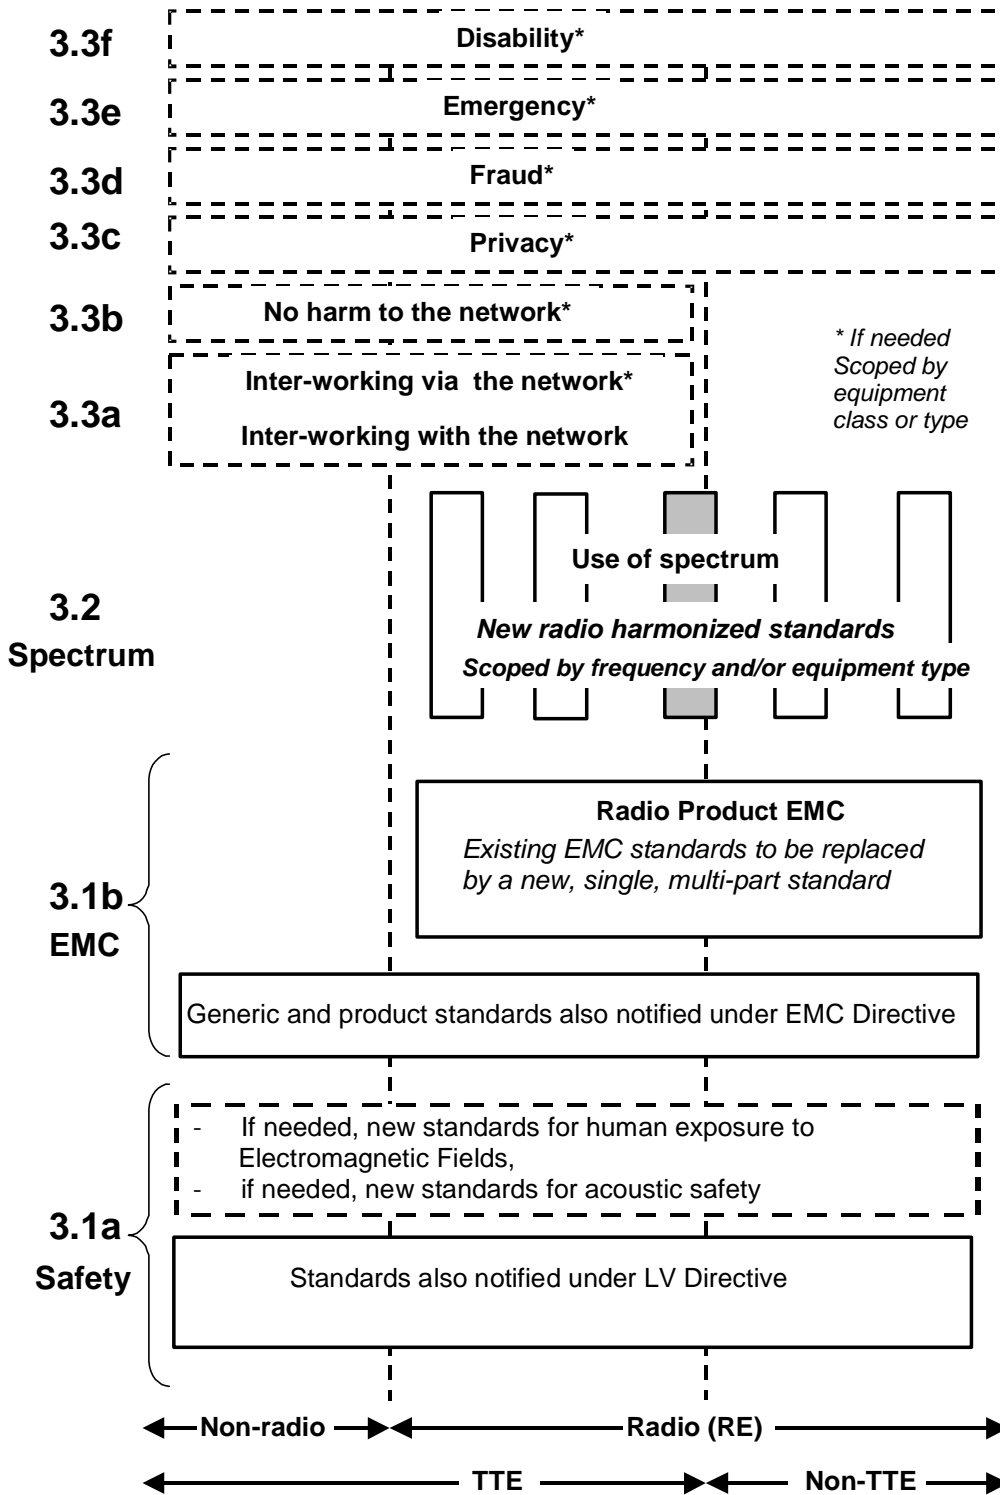 3.3f
Disability*
3.3e
Emergency*
3.3d
Fraud*
3.3c
Privacy*
3.3b
No harm to the network*
* If needed
Scoped by
equipment
class or type
3.3a
Inter-working via the network*
Inter-working with the network
3.2
Spectrum
Use of spectrum
New radio harmonized standards
Scoped by frequency and/or equipment type
3.1b
EMC
Radio Product EMC
Existing EMC standards to be replaced
by a new, single, multi-part standard
Generic and product standards also notified under EMC Directive
3.1a
Safety
- If needed, new standards for human exposure to
Electromagnetic Fields,
- if needed, new standards for acoustic safety
Standards also notified under LV Directive
Non-radio
Radio (RE)
TTE
Non-TTE